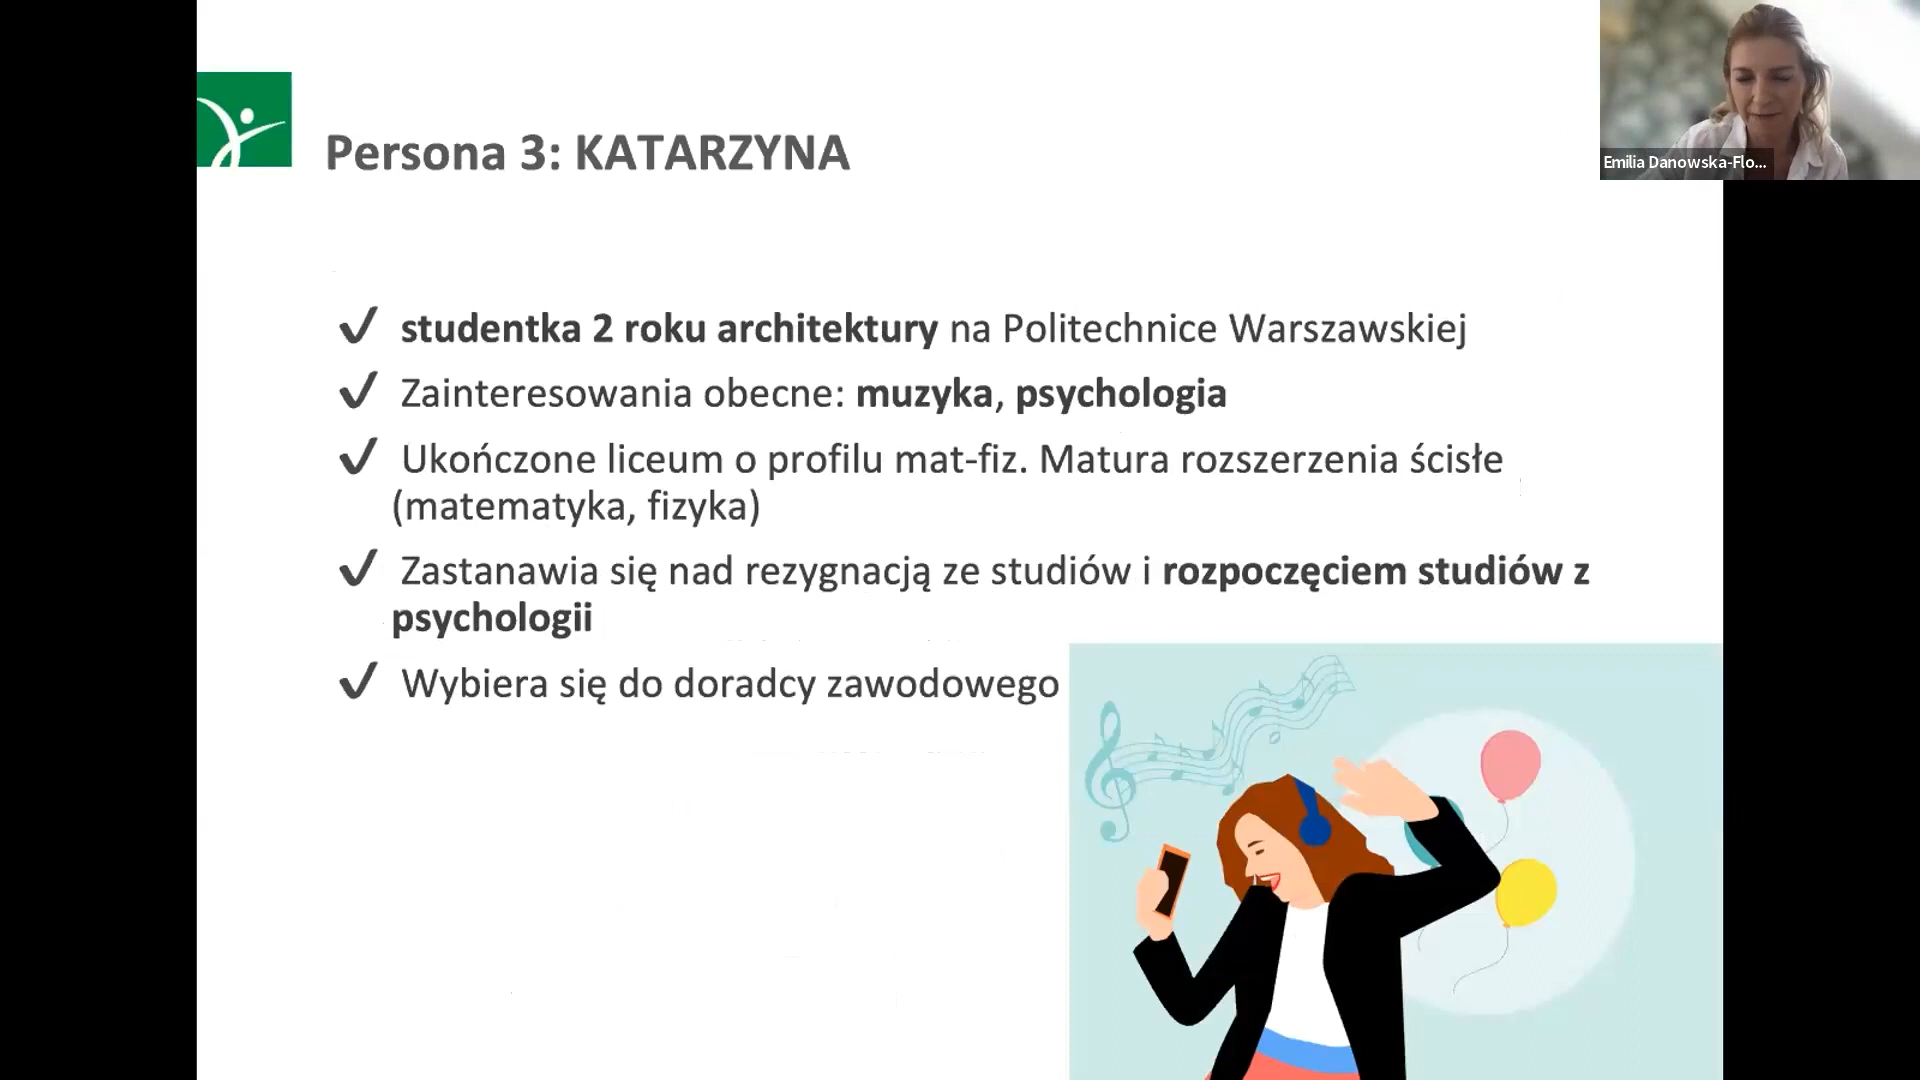 Persona 3: KATARZYNA
Emilia Danowska-Flo...
studentka 2 roku architektury na Politechnice Warszawskiej
Zainteresowania obecne: muzyka, psychologia
Ukończone liceum o profilu mat-fiz. Matura rozszerzenia ścisłe
(matematyka, fizyka)
Zastanawia się nad rezygnacją ze studiów i rozpoczęciem studiów z
psychologii
Wybiera się do doradcy zawodowego